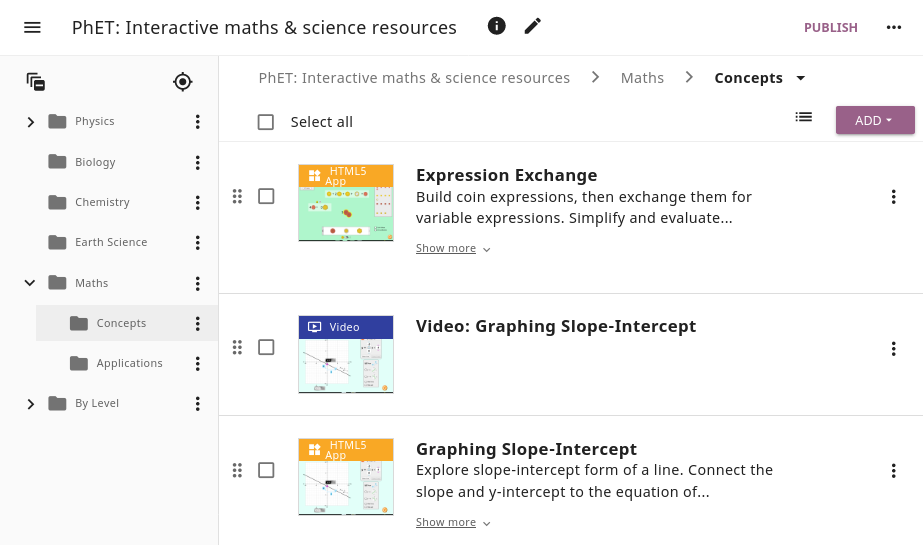 PhET: Interactive maths & science resources
PUBLISH
Physics
Biology
Chemistry
Earth Science
Maths
Concepts
Applications
By Level
PhET: Interactive maths & science resources > Maths > Concepts
Select all
ADD
HTML5
App
Expression Exchange
Build coin expressions, then exchange them for
variable expressions. Simplify and evaluate...
Show more
Video
Video: Graphing Slope-Intercept
HTML5
App
Graphing Slope-Intercept
Explore slope-intercept form of a line. Connect the
slope and y-intercept to the equation of...
Show more